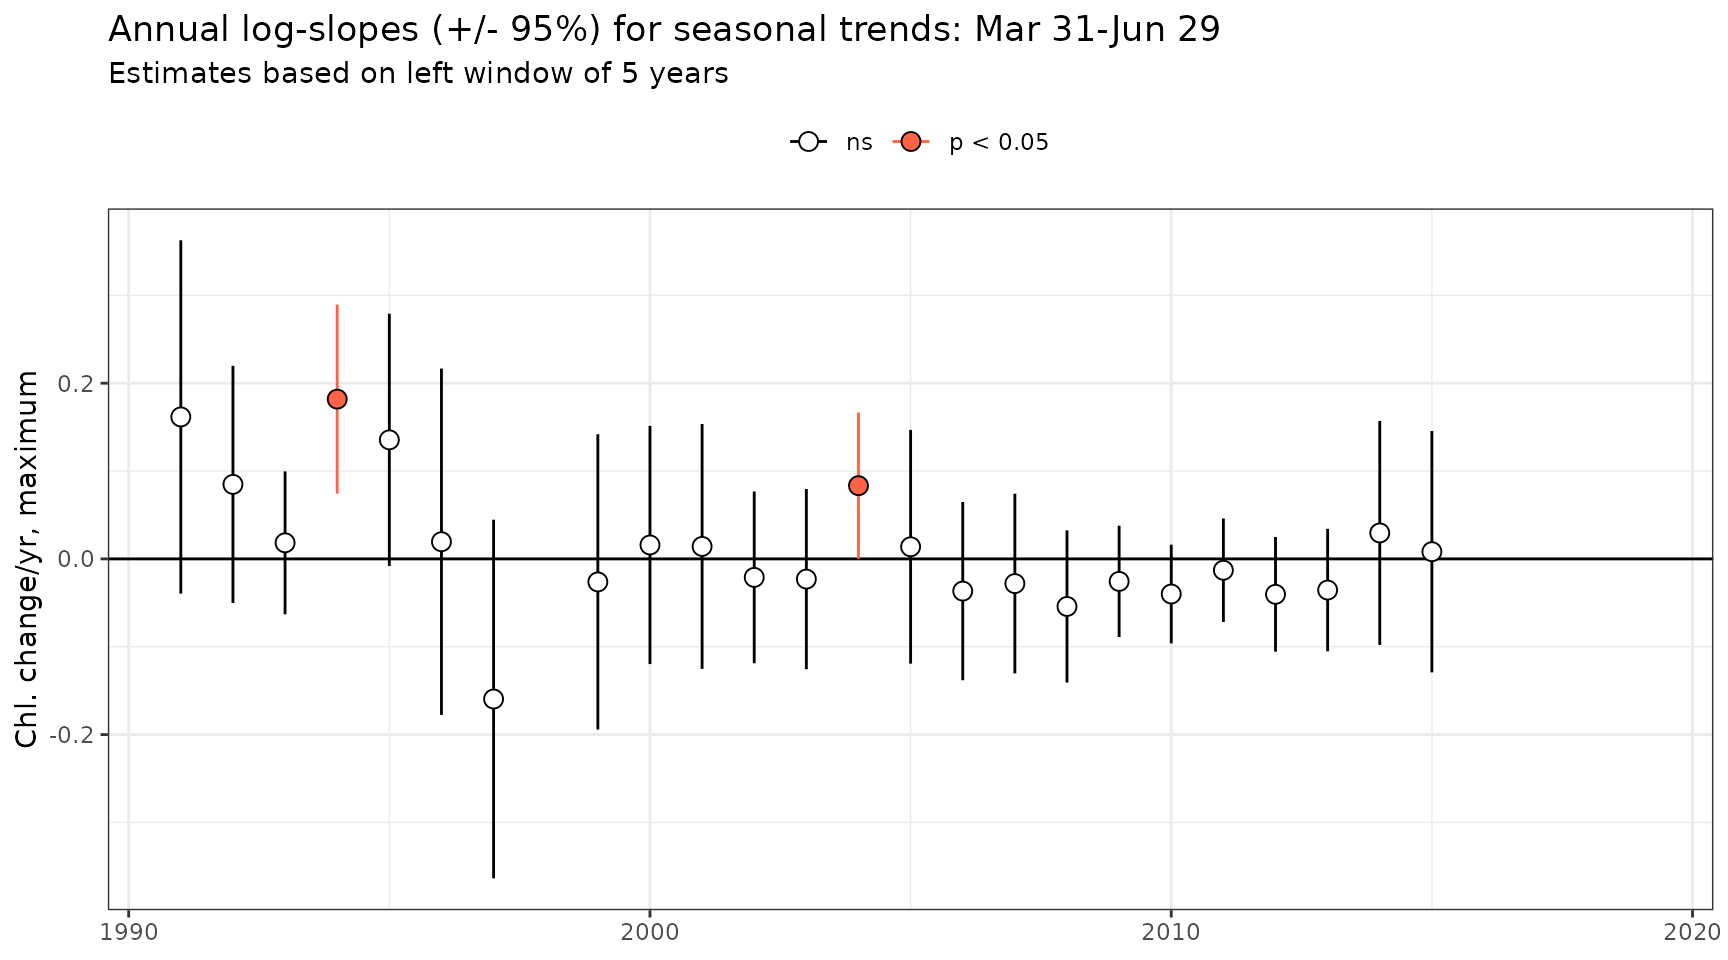 Annual log-slopes (+/- 95%) for seasonal trends: Mar 31-Jun 29
Estimates based on left window of 5 years
ns p < 0.05
Chl. change/yr, maximum
0.2
0.0
-0.2
1990 2000 2010 2020